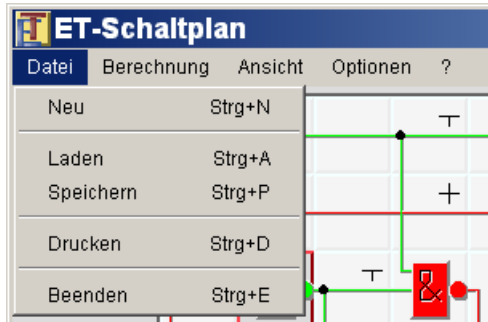 ET-Schaltplan
Datei Berechnung Ansicht Optionen ?
Neu Strg+N
Laden Strg+A
Speichern Strg+P
Drucken Strg+D
Beenden Strg+E
&